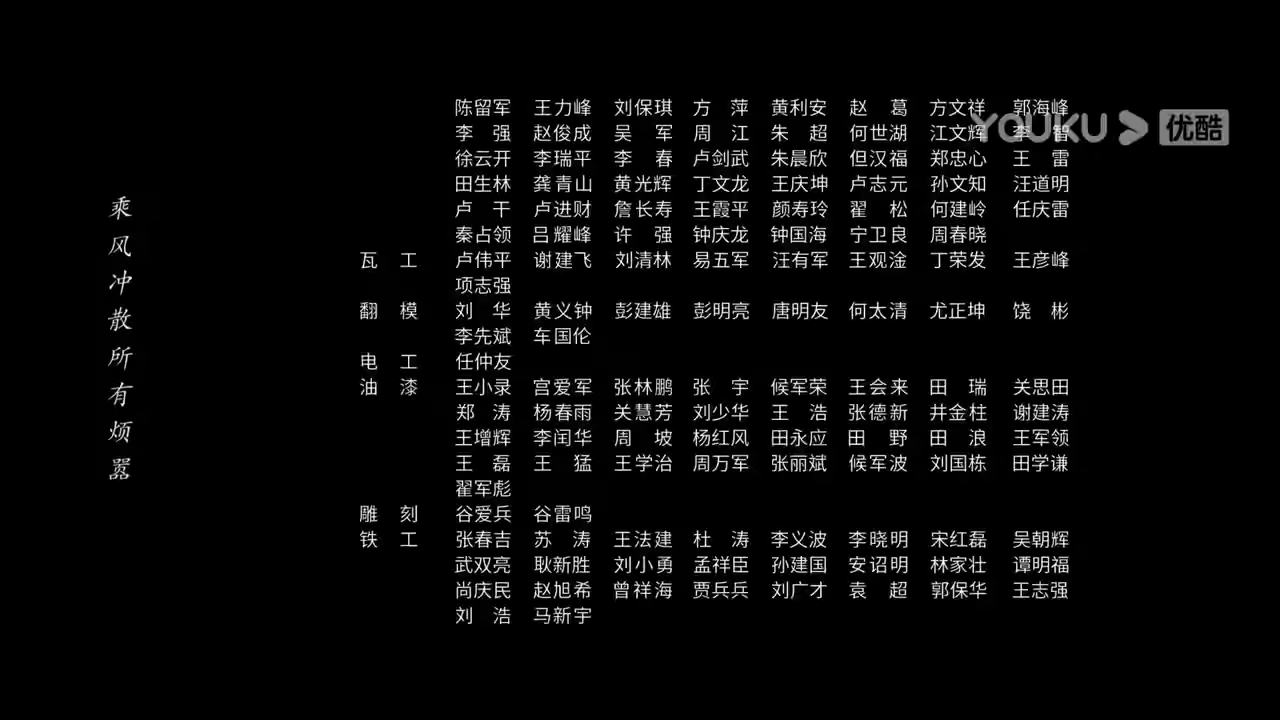 陈留军 王力峰 刘保琪 方 萍 黄利安 赵 葛 方文祥 郭海峰
李 强 赵俊成 吴 军 周 江 朱 超 何世湖 江文辉 李 智
YOUKU 优酷
徐云开 李瑞平 李 春 卢剑武 朱晨欣 但汉福 郑忠心 王 雷
田生林 龚青山 黄光辉 丁文龙 王庆坤 卢志元 孙文知 汪道明
卢 干 卢进财 詹长寿 王霞平 颜寿玲 翟 松 何建岭 任庆雷
秦占领 吕耀峰 许 强 钟庆龙 钟国海 宁卫良 周春晓
瓦 工 卢伟平 谢建飞 刘清林 易五军 汪有军 王观淦 丁荣发 王彦峰
项志强
翻 模 刘 华 黄义钟 彭建雄 彭明亮 唐明友 何太清 尤正坤 饶 彬
李先斌 车国伦
电 工 任仲友
油 漆 王小录 宫爱军 张林鹏 张 宇 候军荣 王会来 田 瑞 关思田
郑 涛 杨春雨 关慧芳 刘少华 王 浩 张德新 井金柱 谢建涛
王增辉 李闰华 周 坡 杨红风 田永应 田 野 田 浪 王军领
王 磊 王 猛 王学治 周万军 张丽斌 候军波 刘国栋 田学谦
翟军彪
雕 刻 谷爱兵 谷雷鸣
铁 工 张春吉 苏 涛 王法建 杜 涛 李义波 李晓明 宋红磊 吴朝辉
武双亮 耿新胜 刘小勇 孟祥臣 孙建国 安诏明 林家壮 谭明福
尚庆民 赵旭希 曾祥海 贾兵兵 刘广才 袁 超 郭保华 王志强
刘 浩 马新宇
乘风冲散所有烦嚣